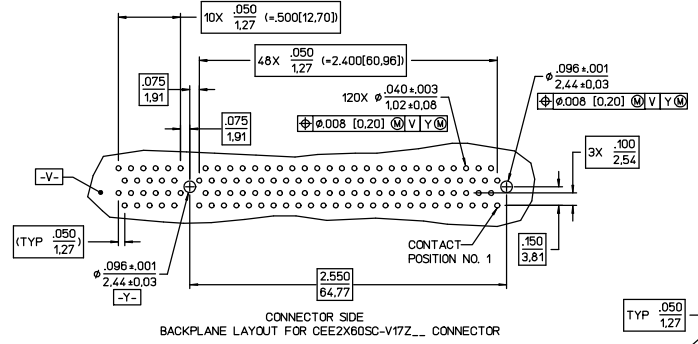 10X .050 / 1,27 (=.500[12,70])
48X .050 / 1,27 (=2.400[60,96])
.075 / 1,91
.075 / 1,91
120X ⌀ .040±.003 / 1,02±0,08
⌖ ⌀.008 [0,20] Ⓜ V Y Ⓜ
⌀ .096±.001 / 2,44±0,03
⌖ ⌀.008 [0,20] Ⓜ V Y Ⓜ
3X .100 / 2,54
-V-
(TYP .050 / 1,27)
⌀ .096±.001 / 2,44±0,03
-Y-
CONTACT
POSITION NO. 1
.150 / 3,81
2.550 / 64,77
CONNECTOR SIDE
BACKPLANE LAYOUT FOR CEE2X60SC-V17Z__ CONNECTOR
TYP .050 / 1,27